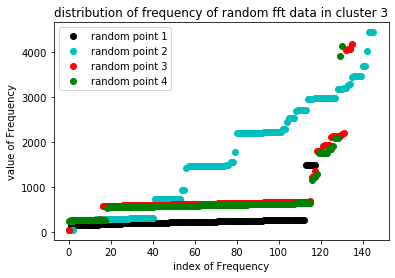 distribution of frequency of random fft data in cluster 3
random point 1
random point 2
random point 3
random point 4
value of Frequency
4000
3000
2000
1000
0
0 20 40 60 80 100 120 140
index of Frequency